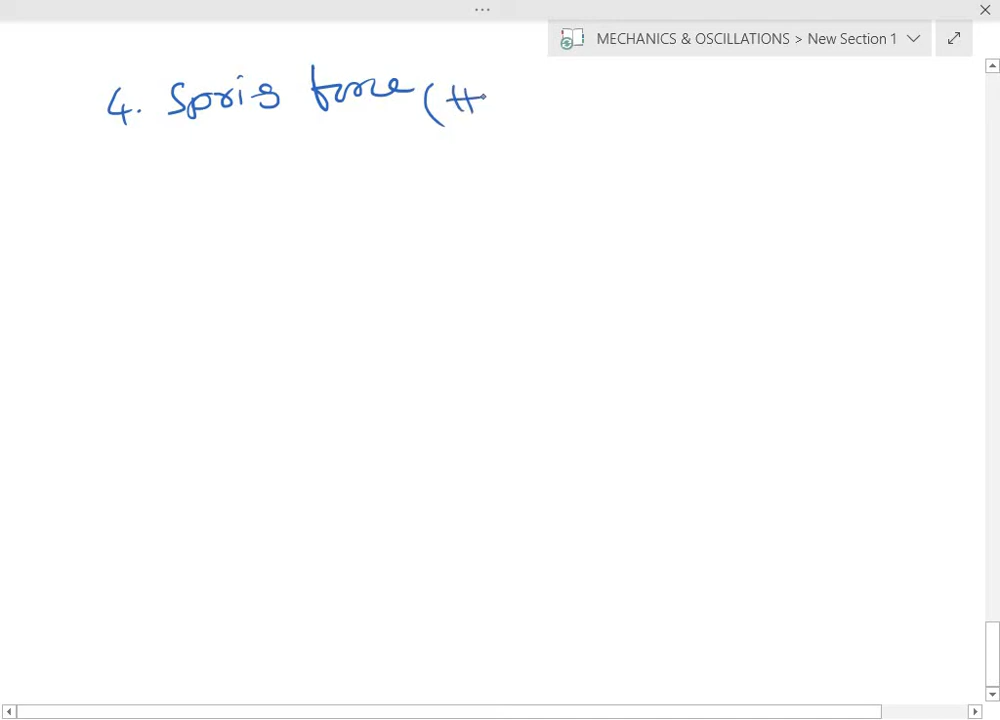 MECHANICS & OSCILLATIONS > New Section 1
4. Spring force (H